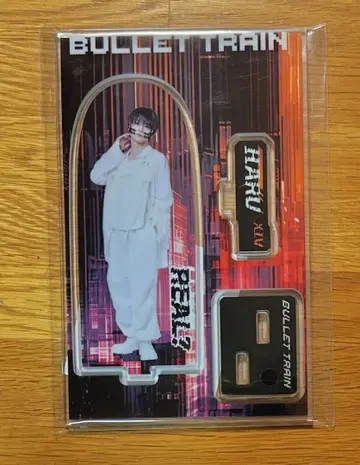 BULLET TRAIN
HARU XIV
REAL?
BULLET TRAIN